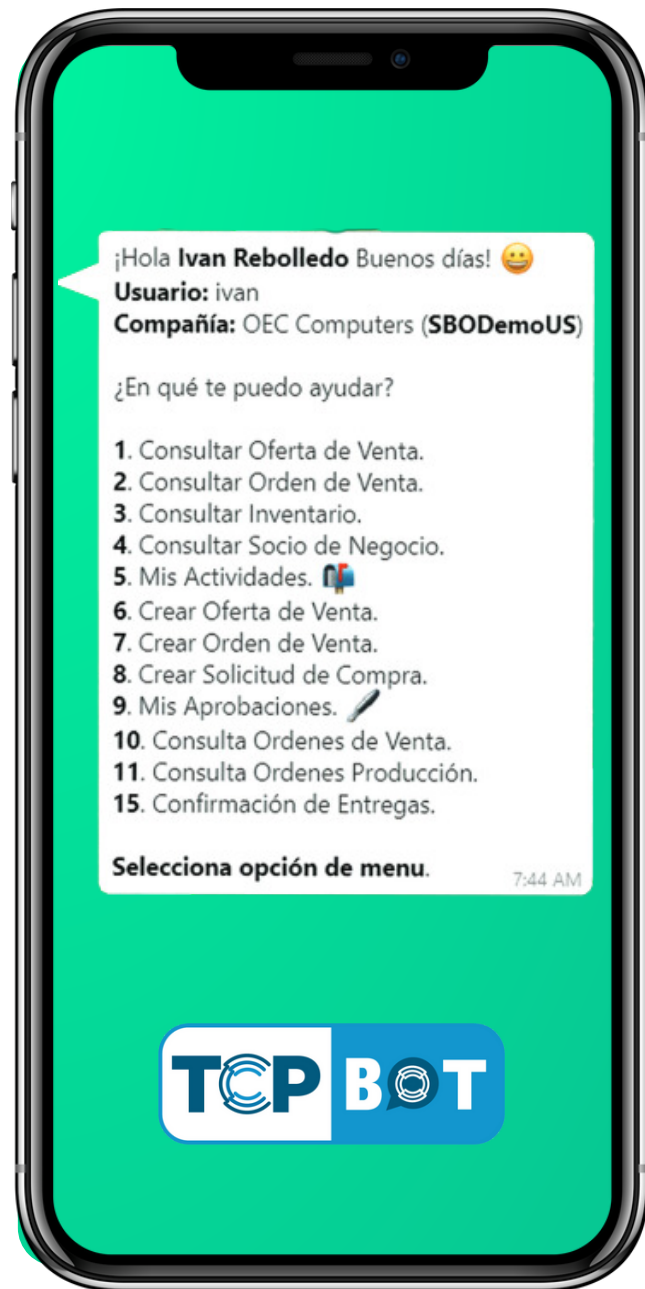 ¡Hola Ivan Rebolledo Buenos días! 😀
Usuario: ivan
Compañía: OEC Computers (SBODemoUS)
¿En qué te puedo ayudar?
1. Consultar Oferta de Venta.
2. Consultar Orden de Venta.
3. Consultar Inventario.
4. Consultar Socio de Negocio.
5. Mis Actividades. 📬
6. Crear Oferta de Venta.
7. Crear Orden de Venta.
8. Crear Solicitud de Compra.
9. Mis Aprobaciones. 🖋
10. Consulta Ordenes de Venta.
11. Consulta Ordenes Producción.
15. Confirmación de Entregas.
Selecciona opción de menu.
7:44 AM
TCP BOT